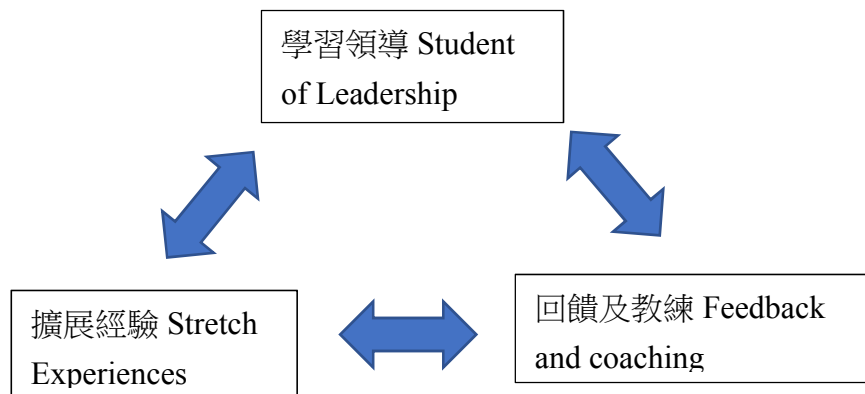 學習領導 Student
of Leadership
擴展經驗 Stretch
Experiences
回饋及教練 Feedback
and coaching